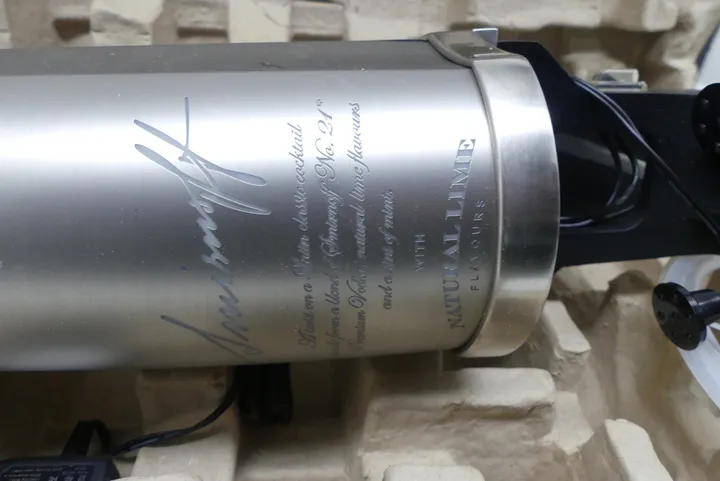 Smirnoff
on a Latin classic cocktail
from a blend of Smirnoff No. 21®
Premium Vodka, natural lime flavours
and a hint of mint.
WITH
NATURAL LIME
FLAVOURS